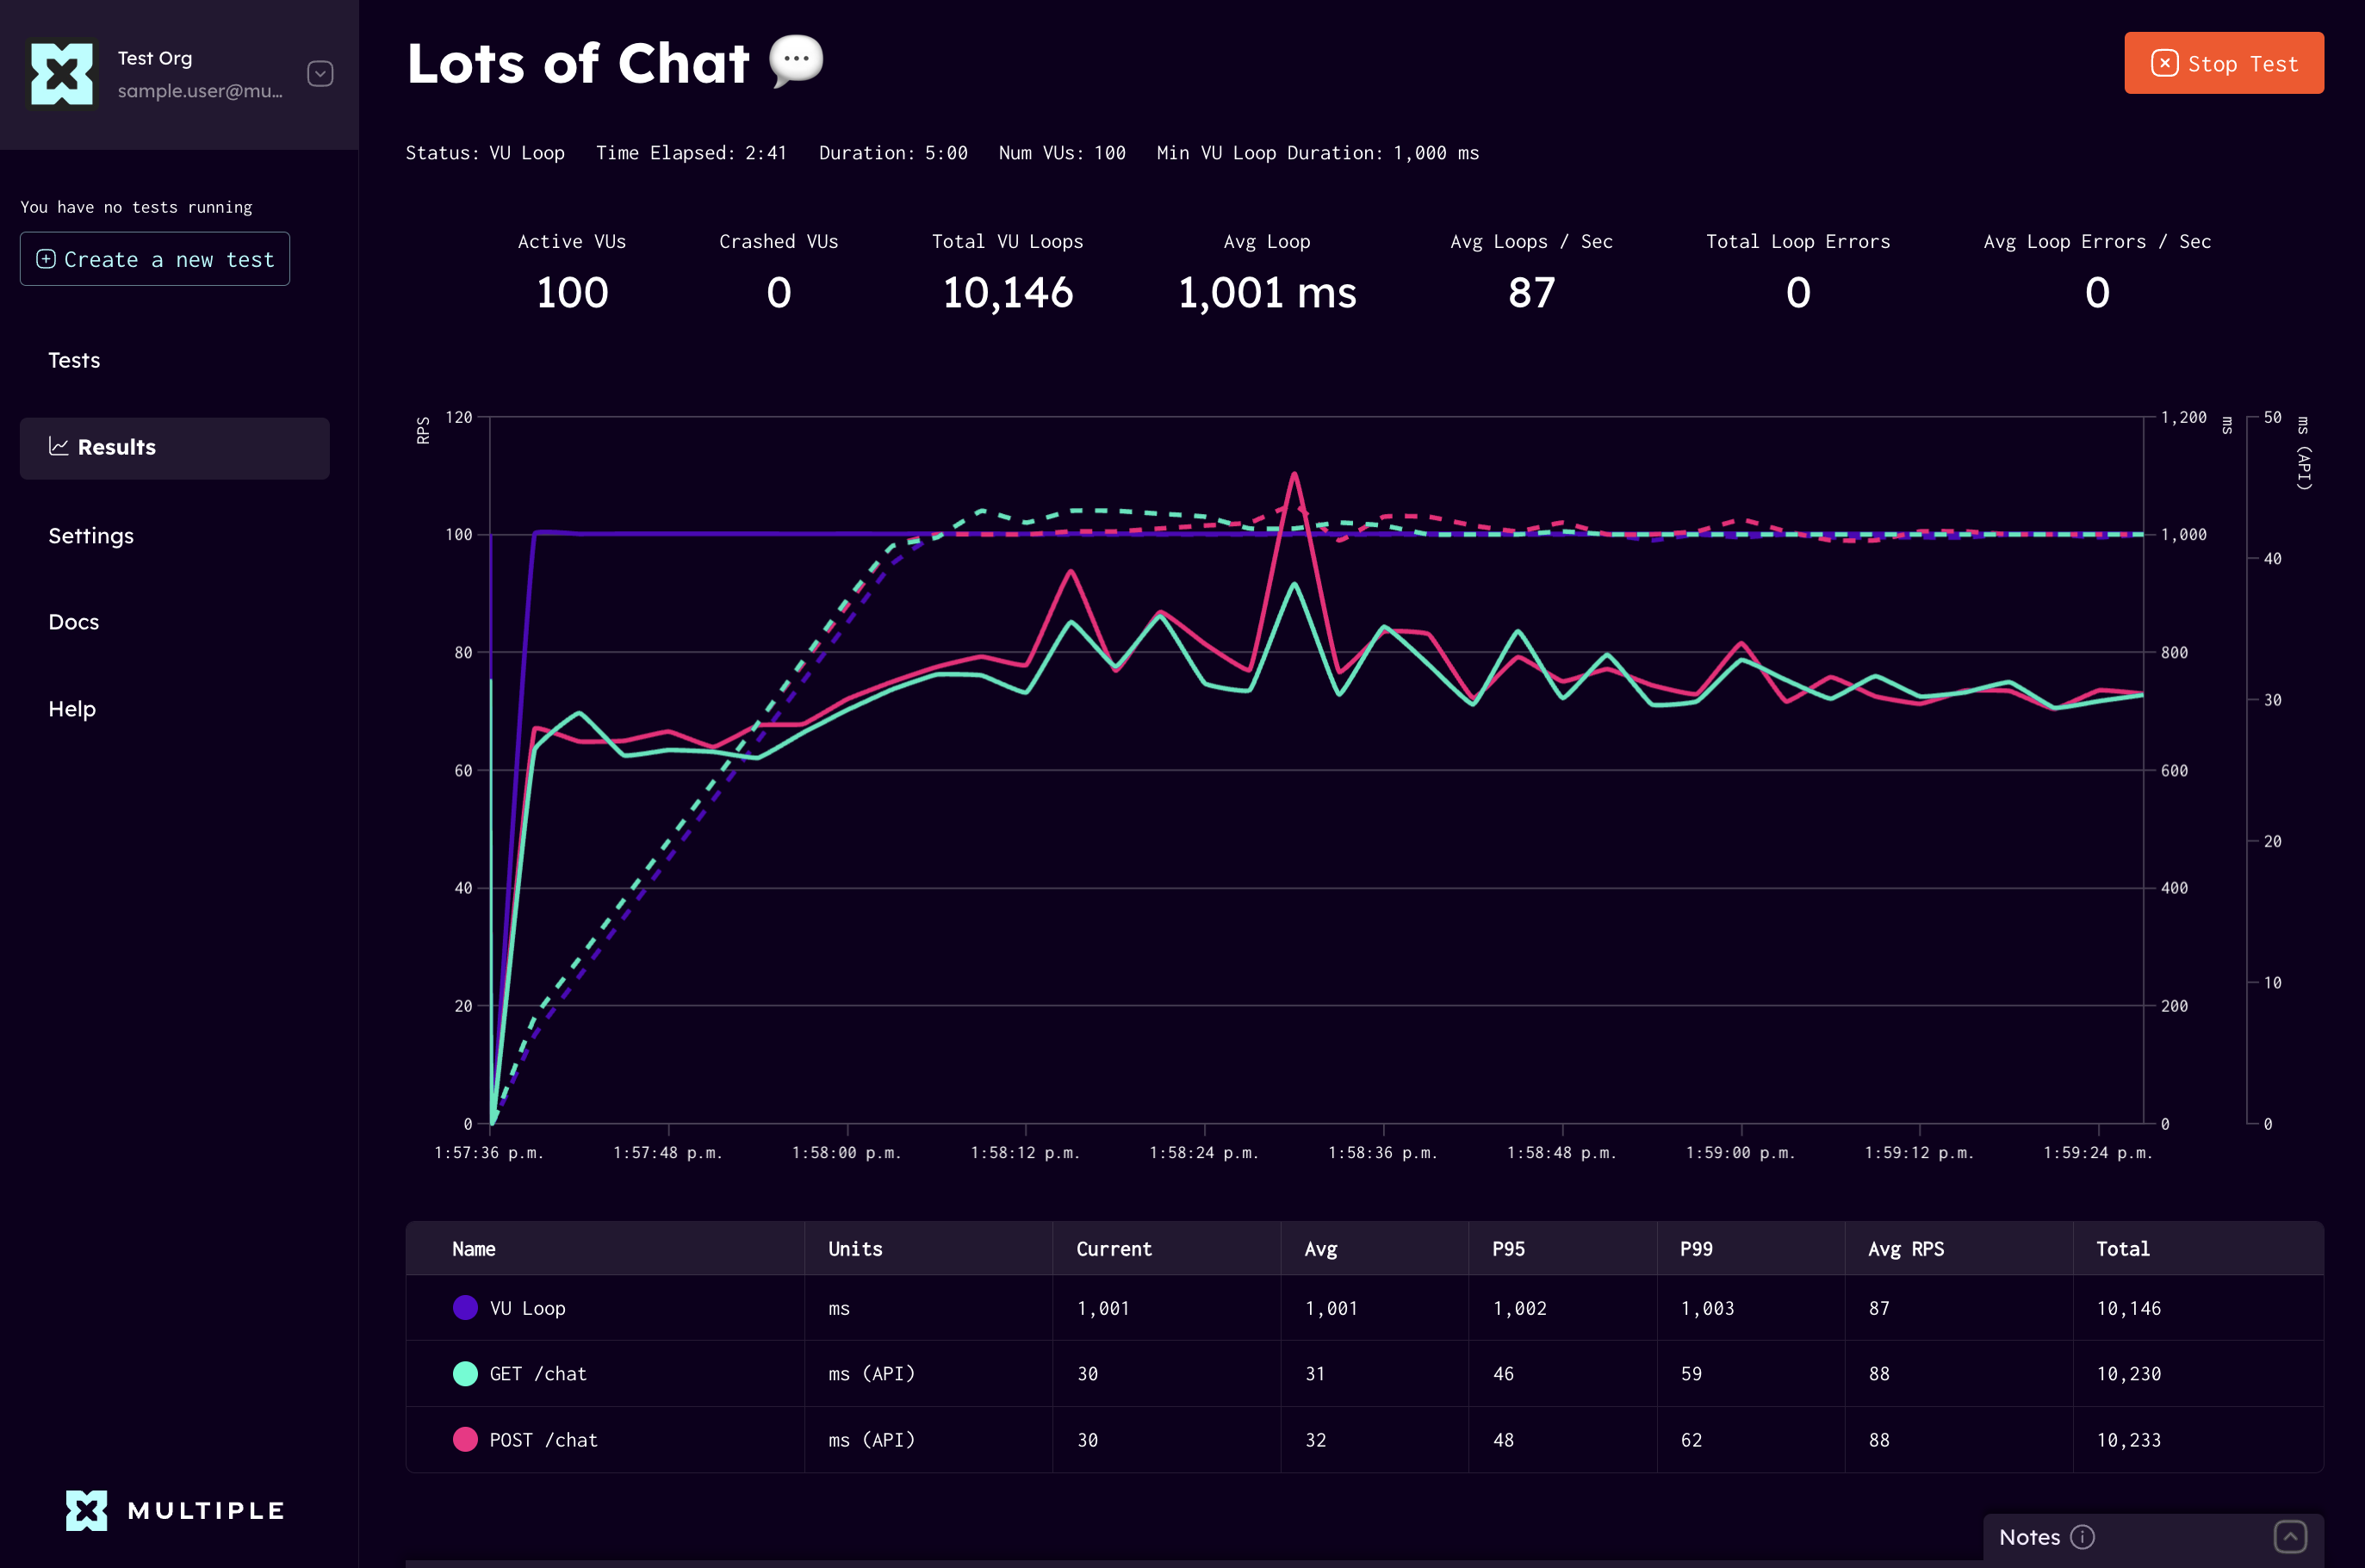 Test Org
sample.user@mu...
You have no tests running
Create a new test
Tests
Results
Settings
Docs
Help
MULTIPLE
Lots of Chat 💬
Stop Test
Status: VU Loop Time Elapsed: 2:41 Duration: 5:00 Num VUs: 100 Min VU Loop Duration: 1,000 ms
Active VUs Crashed VUs Total VU Loops Avg Loop Avg Loops / Sec Total Loop Errors Avg Loop Errors / Sec
100 0 10,146 1,001 ms 87 0 0
RPS
120
100
80
60
40
20
0
1,200
1,000
800
600
400
200
0
ms
50
40
30
20
10
0
ms (API)
1:57:36 p.m. 1:57:48 p.m. 1:58:00 p.m. 1:58:12 p.m. 1:58:24 p.m. 1:58:36 p.m. 1:58:48 p.m. 1:59:00 p.m. 1:59:12 p.m. 1:59:24 p.m.
Name Units Current Avg P95 P99 Avg RPS Total
VU Loop ms 1,001 1,001 1,002 1,003 87 10,146
GET /chat ms (API) 30 31 46 59 88 10,230
POST /chat ms (API) 30 32 48 62 88 10,233
Notes